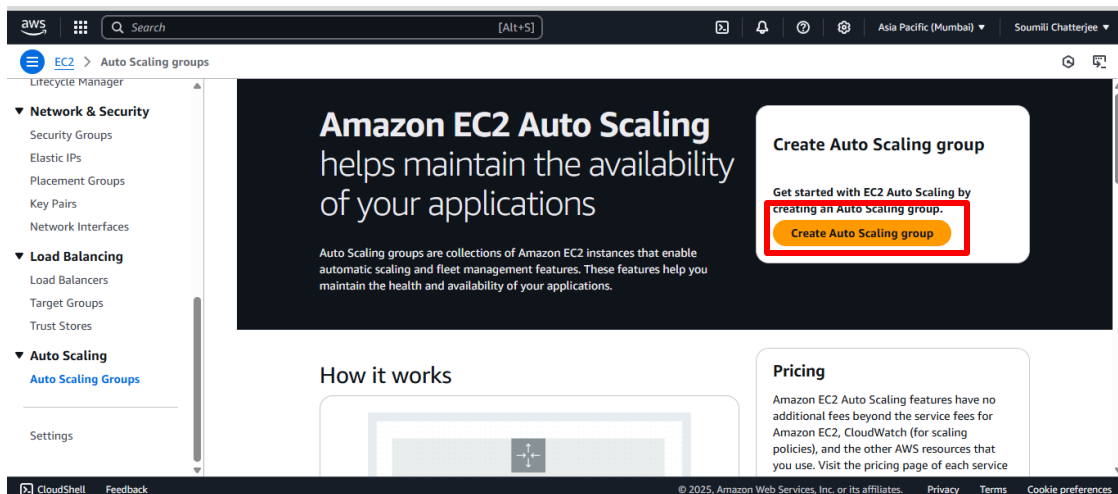 aws
Search
[Alt+S]
Asia Pacific (Mumbai)
Soumili Chatterjee
EC2 > Auto Scaling groups
Lifecycle Manager
Network & Security
Security Groups
Elastic IPs
Placement Groups
Key Pairs
Network Interfaces
Load Balancing
Load Balancers
Target Groups
Trust Stores
Auto Scaling
Auto Scaling Groups
Settings
Amazon EC2 Auto Scaling
helps maintain the availability
of your applications
Auto Scaling groups are collections of Amazon EC2 instances that enable
automatic scaling and fleet management features. These features help you
maintain the health and availability of your applications.
Create Auto Scaling group
Get started with EC2 Auto Scaling by
creating an Auto Scaling group.
Create Auto Scaling group
How it works
Pricing
Amazon EC2 Auto Scaling features have no
additional fees beyond the service fees for
Amazon EC2, CloudWatch (for scaling
policies), and the other AWS resources that
you use. Visit the pricing page of each service
CloudShell
Feedback
© 2025, Amazon Web Services, Inc. or its affiliates.
Privacy
Terms
Cookie preferences